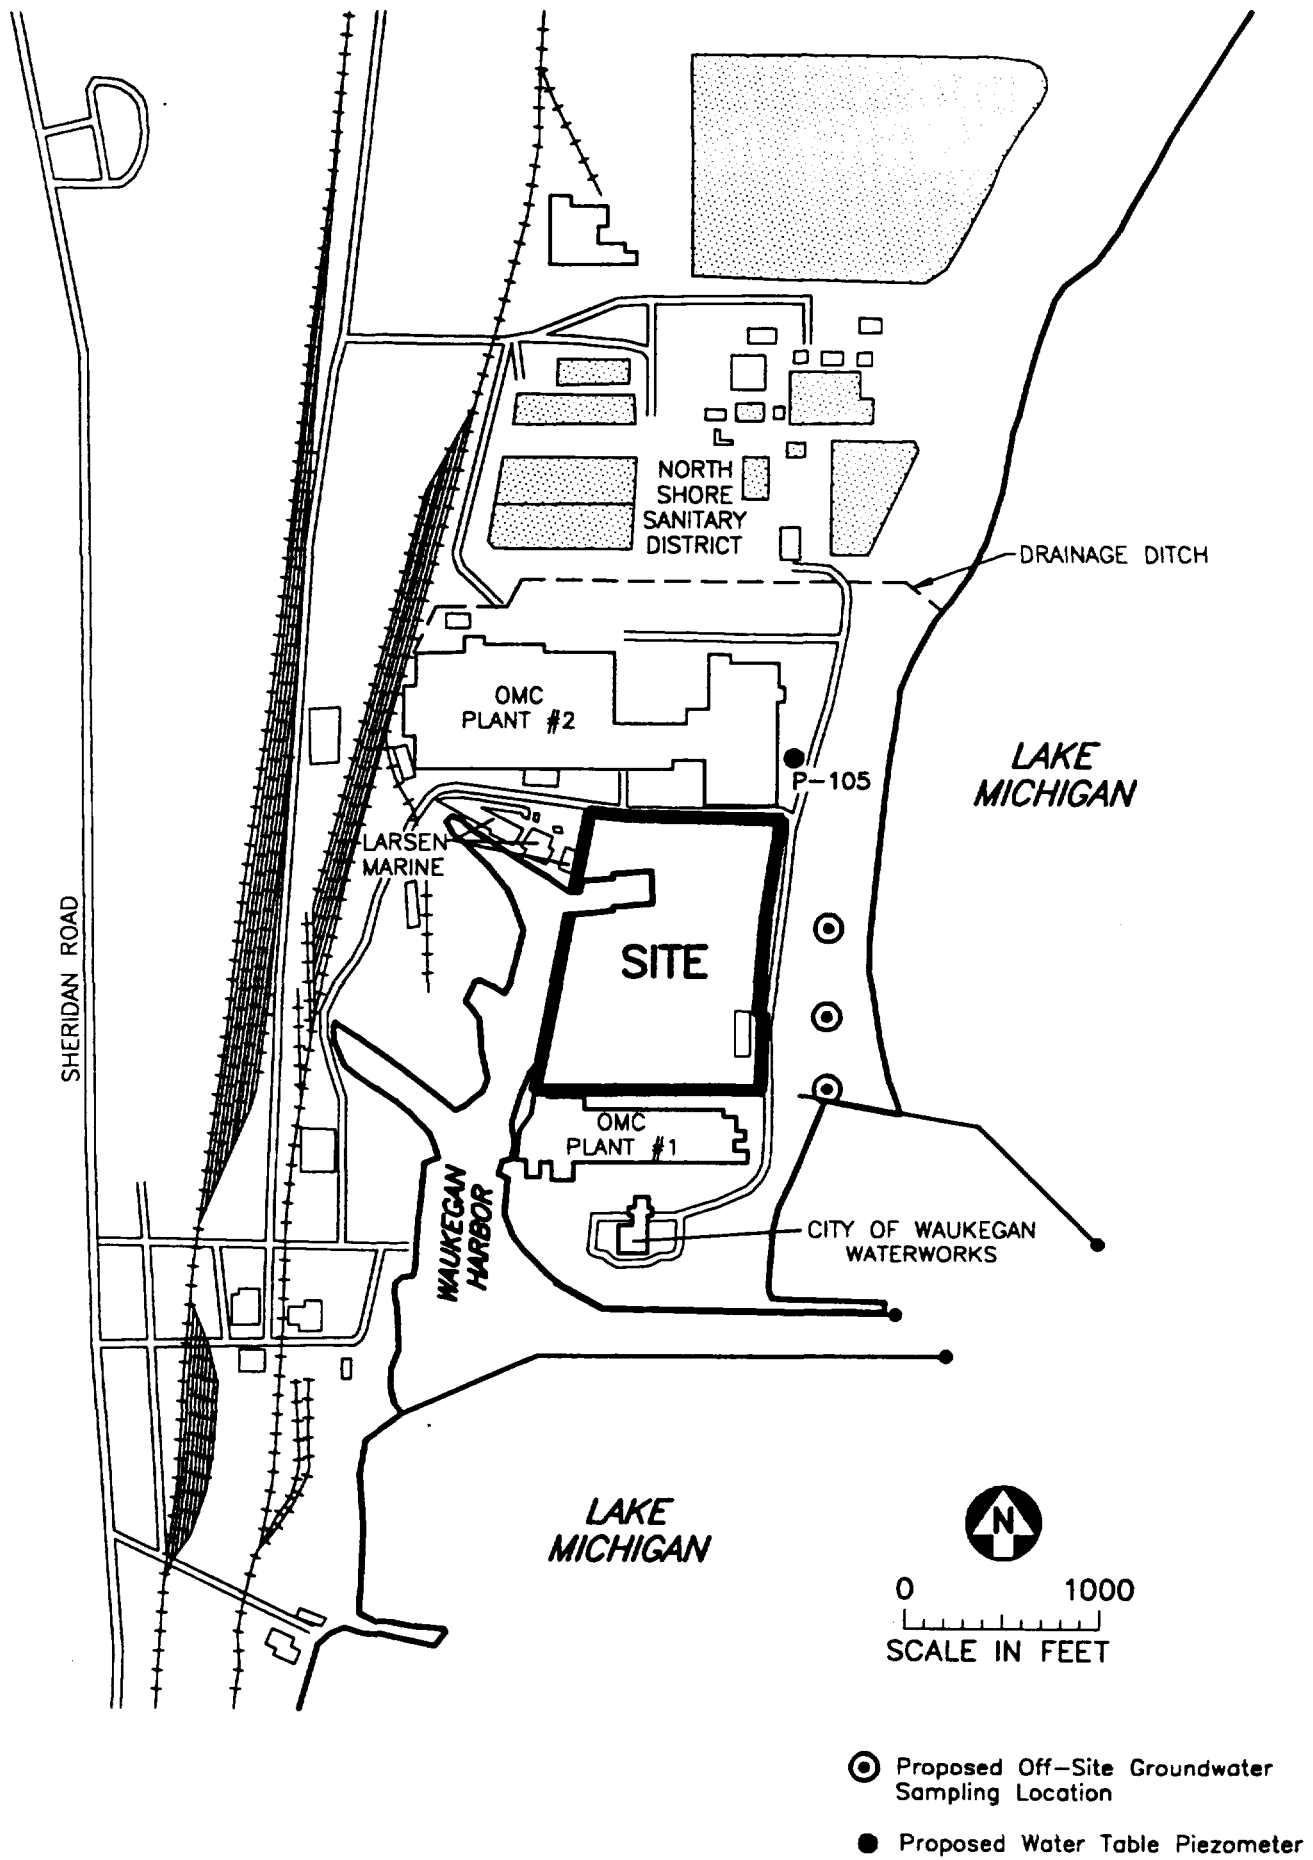 NORTH
SHORE
SANITARY
DISTRICT
DRAINAGE DITCH
OMC
PLANT #2
LAKE
MICHIGAN
P-105
LARSEN
MARINE
SHERIDAN ROAD
SITE
OMC
PLANT #1
WAUKEGAN
HARBOR
CITY OF WAUKEGAN
WATERWORKS
LAKE
MICHIGAN
N
0 1000
SCALE IN FEET
Proposed Off-Site Groundwater
Sampling Location
Proposed Water Table Piezometer